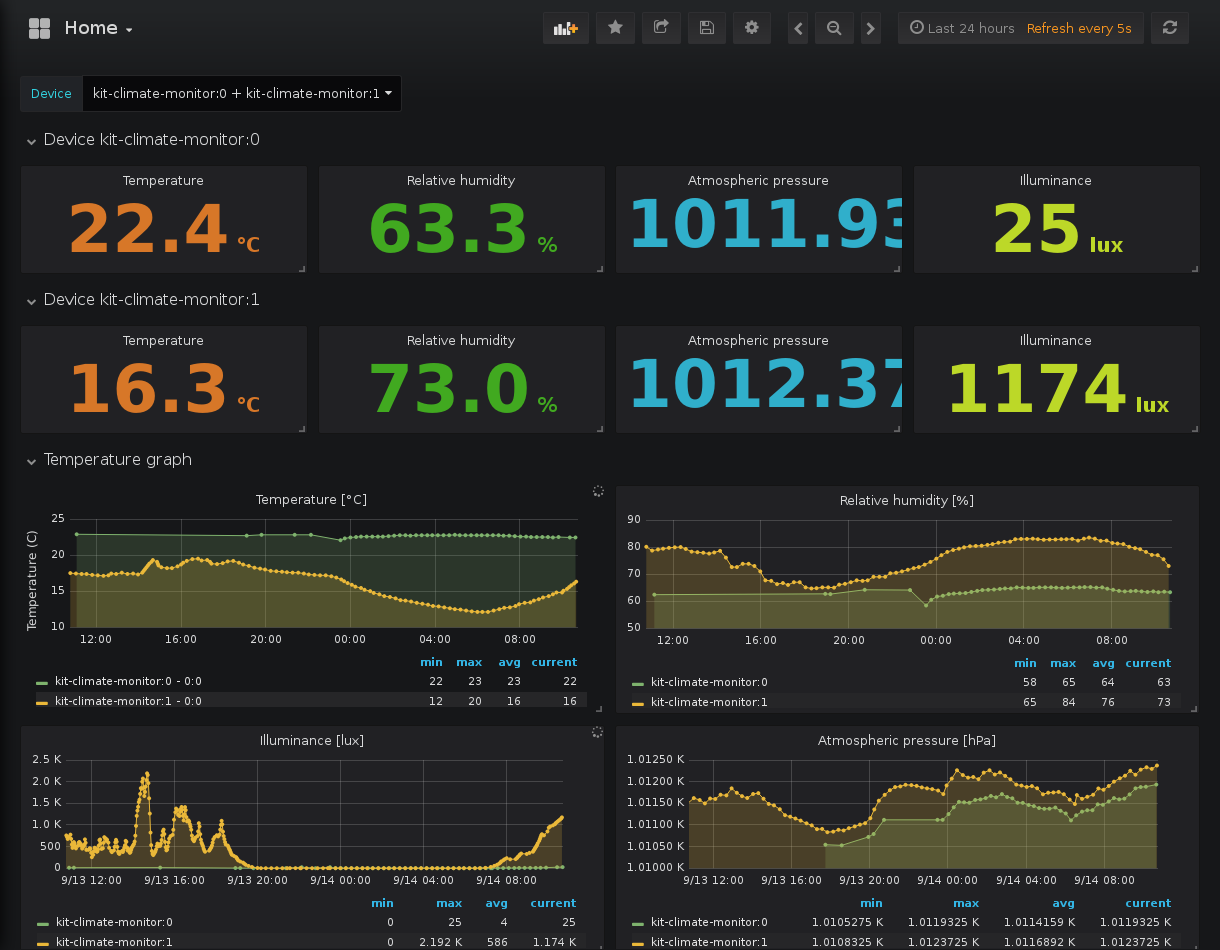 Home
Last 24 hours Refresh every 5s
Device kit-climate-monitor:0 + kit-climate-monitor:1
Device kit-climate-monitor:0
Temperature Relative humidity Atmospheric pressure Illuminance
22.4 °C 63.3 % 1011.93 25 lux
Device kit-climate-monitor:1
Temperature Relative humidity Atmospheric pressure Illuminance
16.3 °C 73.0 % 1012.37 1174 lux
Temperature graph
Temperature [°C]
Temperature (C)
25
20
15
10
12:00 16:00 20:00 00:00 04:00 08:00
min max avg current
kit-climate-monitor:0 - 0:0 22 23 23 22
kit-climate-monitor:1 - 0:0 12 20 16 16
Relative humidity [%]
90
80
70
60
50
12:00 16:00 20:00 00:00 04:00 08:00
min max avg current
kit-climate-monitor:0 58 65 64 63
kit-climate-monitor:1 65 84 76 73
Illuminance [lux]
2.5 K
2.0 K
1.5 K
1.0 K
500
0
9/13 12:00 9/13 16:00 9/13 20:00 9/14 00:00 9/14 04:00 9/14 08:00
min max avg current
kit-climate-monitor:0 0 25 4 25
kit-climate-monitor:1 0 2.192 K 586 1.174 K
Atmospheric pressure [hPa]
1.01250 K
1.01200 K
1.01150 K
1.01100 K
1.01050 K
1.01000 K
9/13 12:00 9/13 16:00 9/13 20:00 9/14 00:00 9/14 04:00 9/14 08:00
min max avg current
kit-climate-monitor:0 1.0105275 K 1.0119325 K 1.0114159 K 1.0119325 K
kit-climate-monitor:1 1.0108325 K 1.0123725 K 1.0116892 K 1.0123725 K